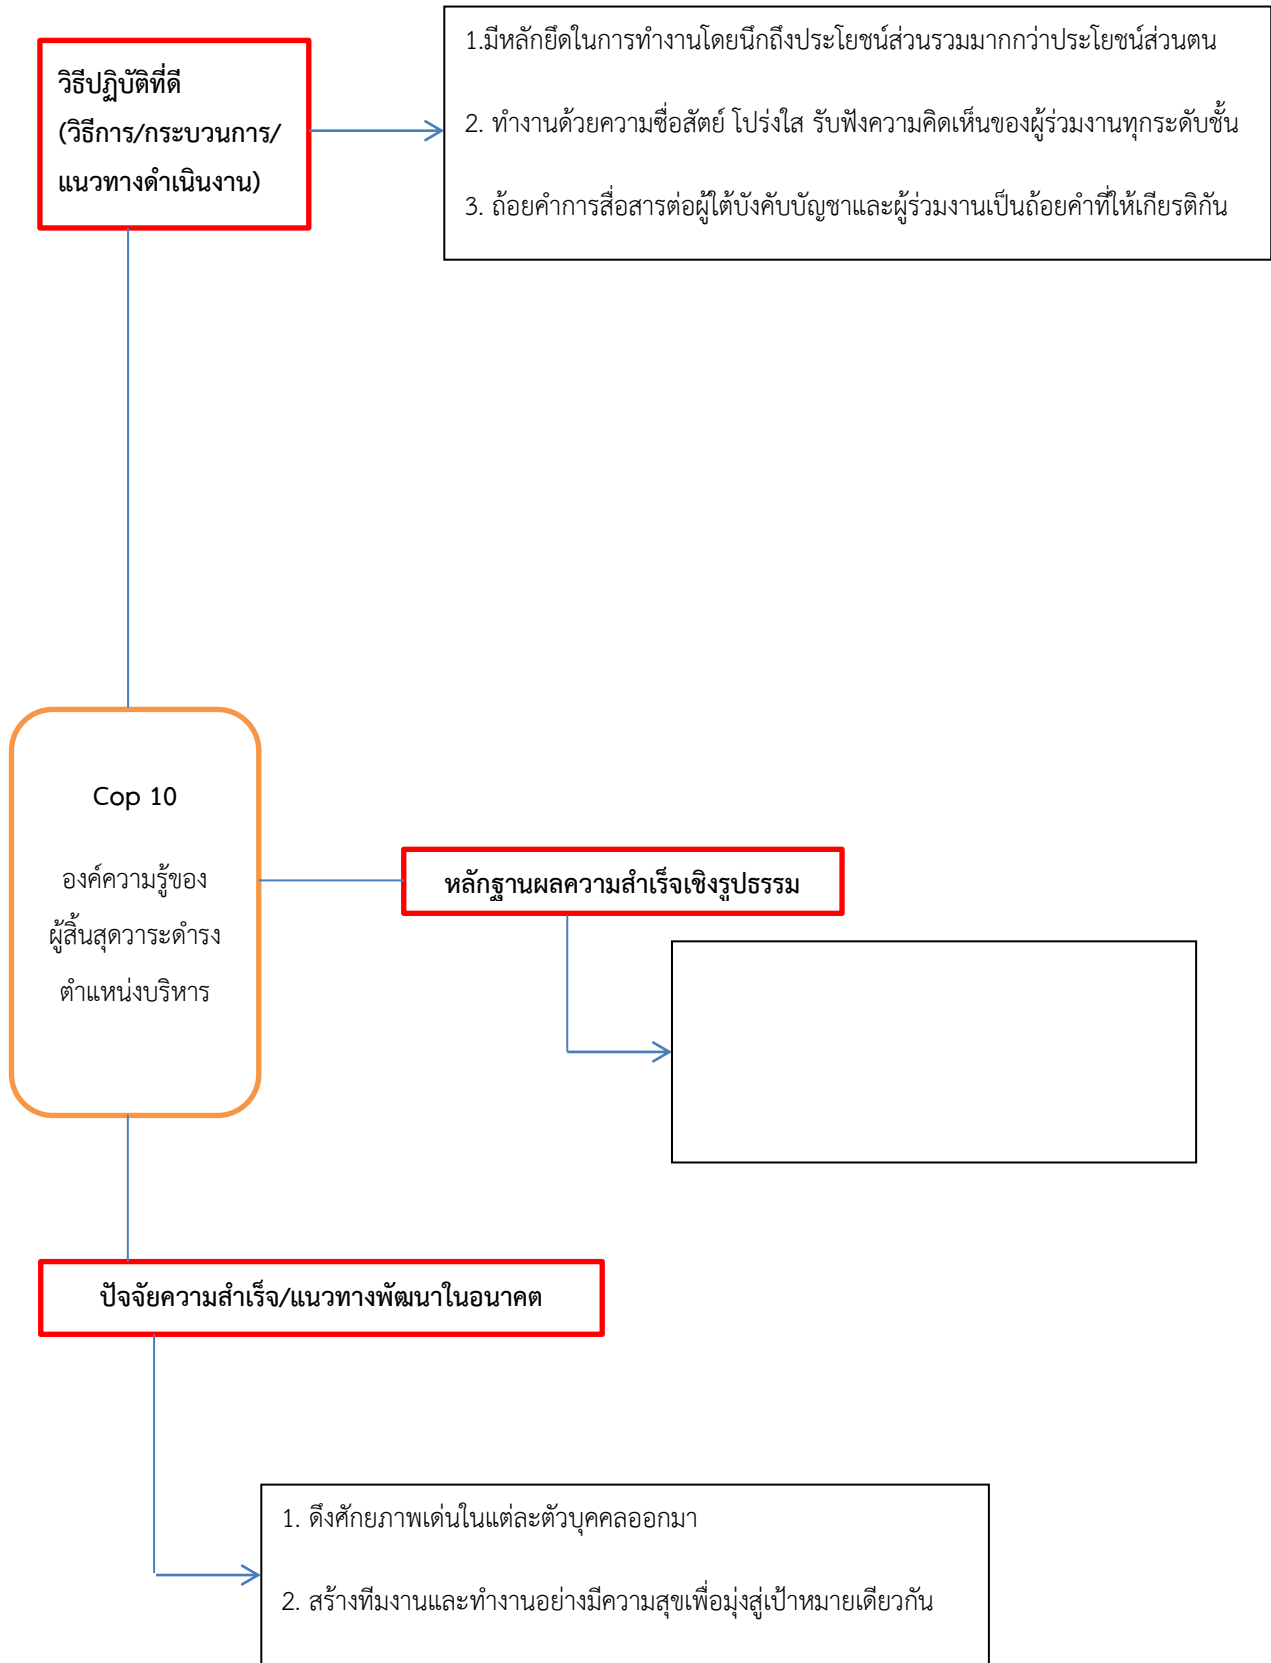 วิธีปฏิบัติที่ดี
(วิธีการ/กระบวนการ/
แนวทางดำเนินงาน)
1.มีหลักยึดในการทำงานโดยนึกถึงประโยชน์ส่วนรวมมากกว่าประโยชน์ส่วนตน
2. ทำงานด้วยความซื่อสัตย์ โปร่งใส รับฟังความคิดเห็นของผู้ร่วมงานทุกระดับชั้น
3. ถ้อยคำการสื่อสารต่อผู้ใต้บังคับบัญชาและผู้ร่วมงานเป็นถ้อยคำที่ให้เกียรติกัน
Cop 10
องค์ความรู้ของ
ผู้สิ้นสุดวาระดำรง
ตำแหน่งบริหาร
หลักฐานผลความสำเร็จเชิงรูปธรรม
ปัจจัยความสำเร็จ/แนวทางพัฒนาในอนาคต
1. ดึงศักยภาพเด่นในแต่ละตัวบุคคลออกมา
2. สร้างทีมงานและทำงานอย่างมีความสุขเพื่อมุ่งสู่เป้าหมายเดียวกัน